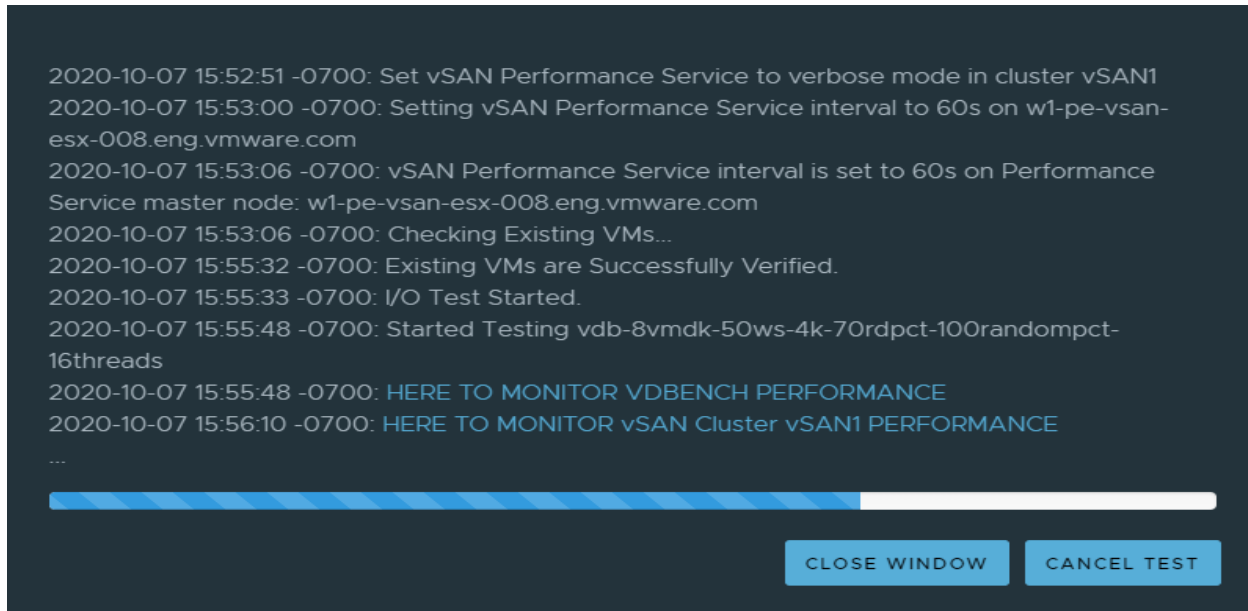 2020-10-07 15:52:51 -0700: Set vSAN Performance Service to verbose mode in cluster vSAN1
2020-10-07 15:53:00 -0700: Setting vSAN Performance Service interval to 60s on w1-pe-vsan-
esx-008.eng.vmware.com
2020-10-07 15:53:06 -0700: vSAN Performance Service interval is set to 60s on Performance
Service master node: w1-pe-vsan-esx-008.eng.vmware.com
2020-10-07 15:53:06 -0700: Checking Existing VMs...
2020-10-07 15:55:32 -0700: Existing VMs are Successfully Verified.
2020-10-07 15:55:33 -0700: I/O Test Started.
2020-10-07 15:55:48 -0700: Started Testing vdb-8vmdk-50ws-4k-70rdpct-100randompct-
16threads
2020-10-07 15:55:48 -0700: HERE TO MONITOR VDBENCH PERFORMANCE
2020-10-07 15:56:10 -0700: HERE TO MONITOR vSAN Cluster vSAN1 PERFORMANCE
...
CLOSE WINDOW
CANCEL TEST